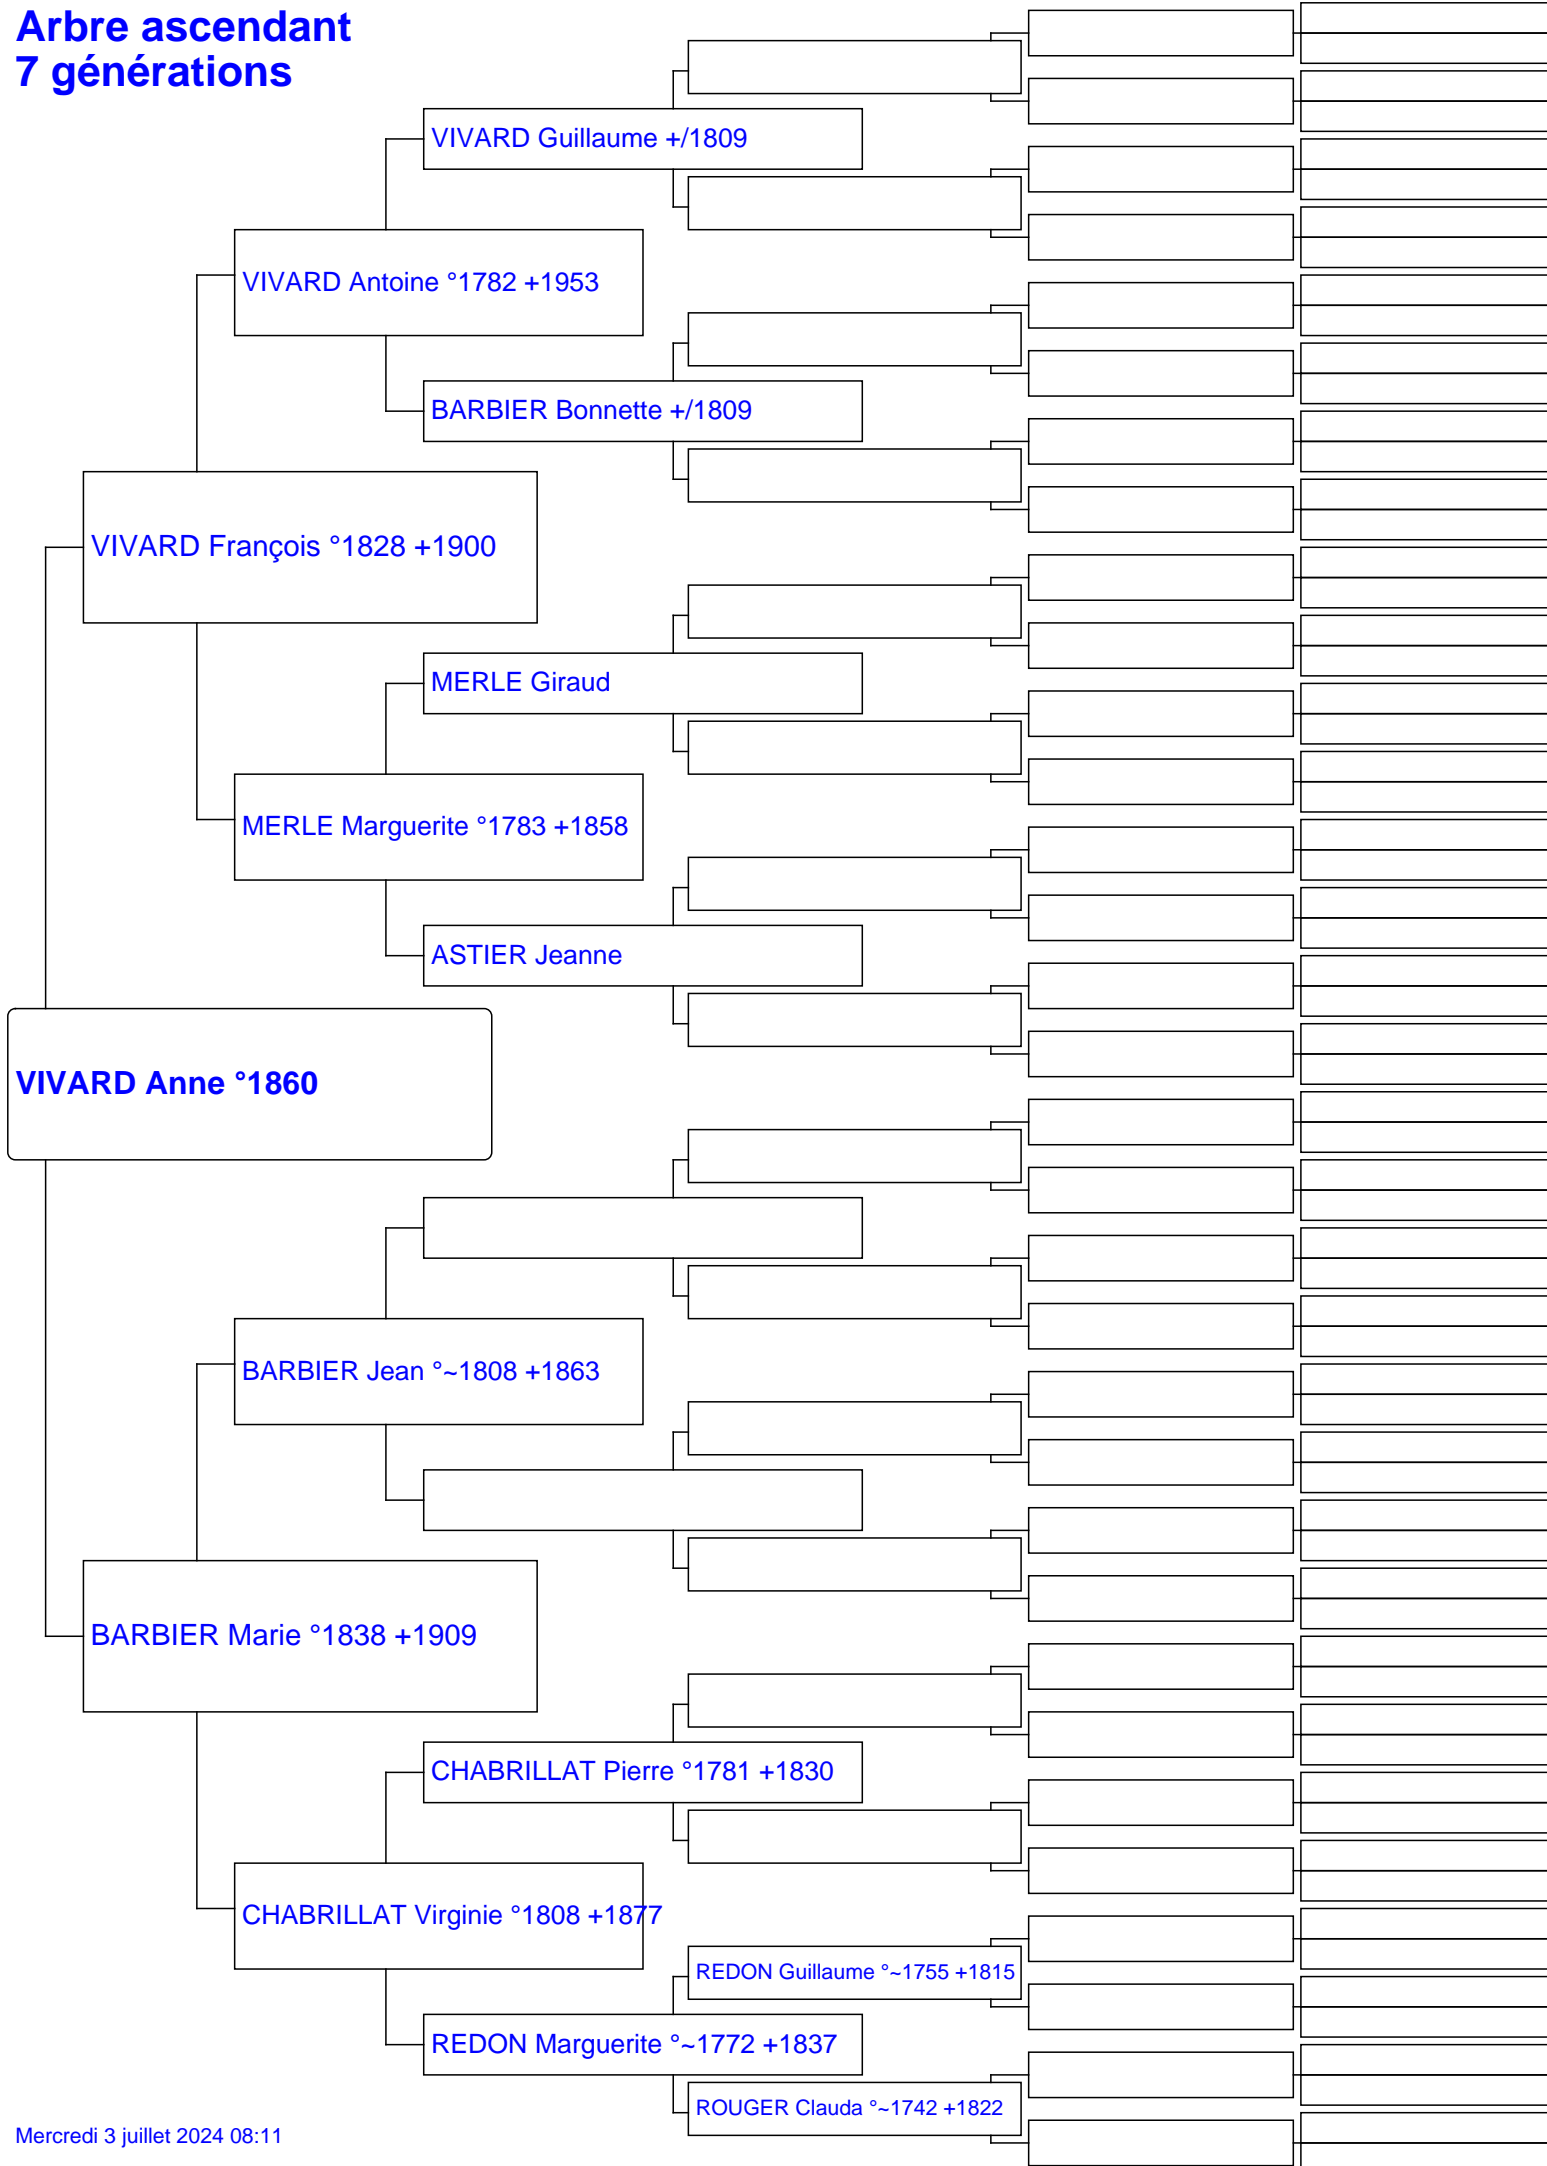 Arbre ascendant
7 générations
VIVARD Guillaume +/1809
VIVARD Antoine °1782 +1953
BARBIER Bonnette +/1809
VIVARD François °1828 +1900
MERLE Giraud
MERLE Marguerite °1783 +1858
ASTIER Jeanne
VIVARD Anne °1860
BARBIER Jean °~1808 +1863
BARBIER Marie °1838 +1909
CHABRILLAT Pierre °1781 +1830
CHABRILLAT Virginie °1808 +1877
REDON Guillaume °~1755 +1815
REDON Marguerite °~1772 +1837
ROUGER Clauda °~1742 +1822
Mercredi 3 juillet 2024 08:11